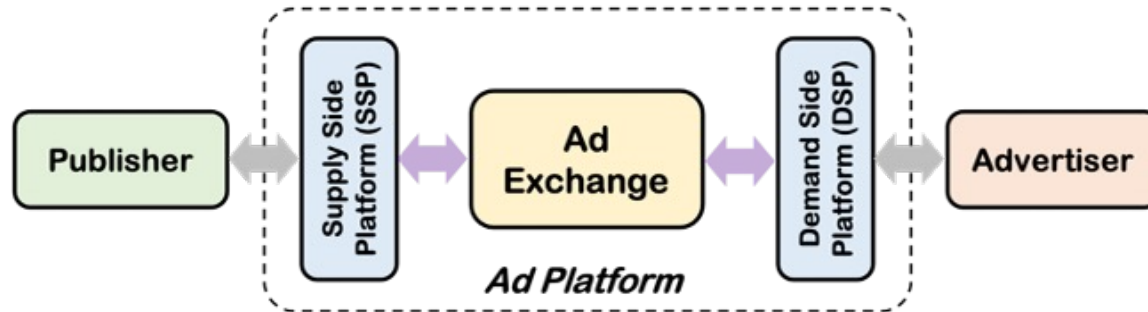 Publisher
Supply Side
Platform (SSP)
Ad
Exchange
Demand Side
Platform (DSP)
Advertiser
Ad Platform